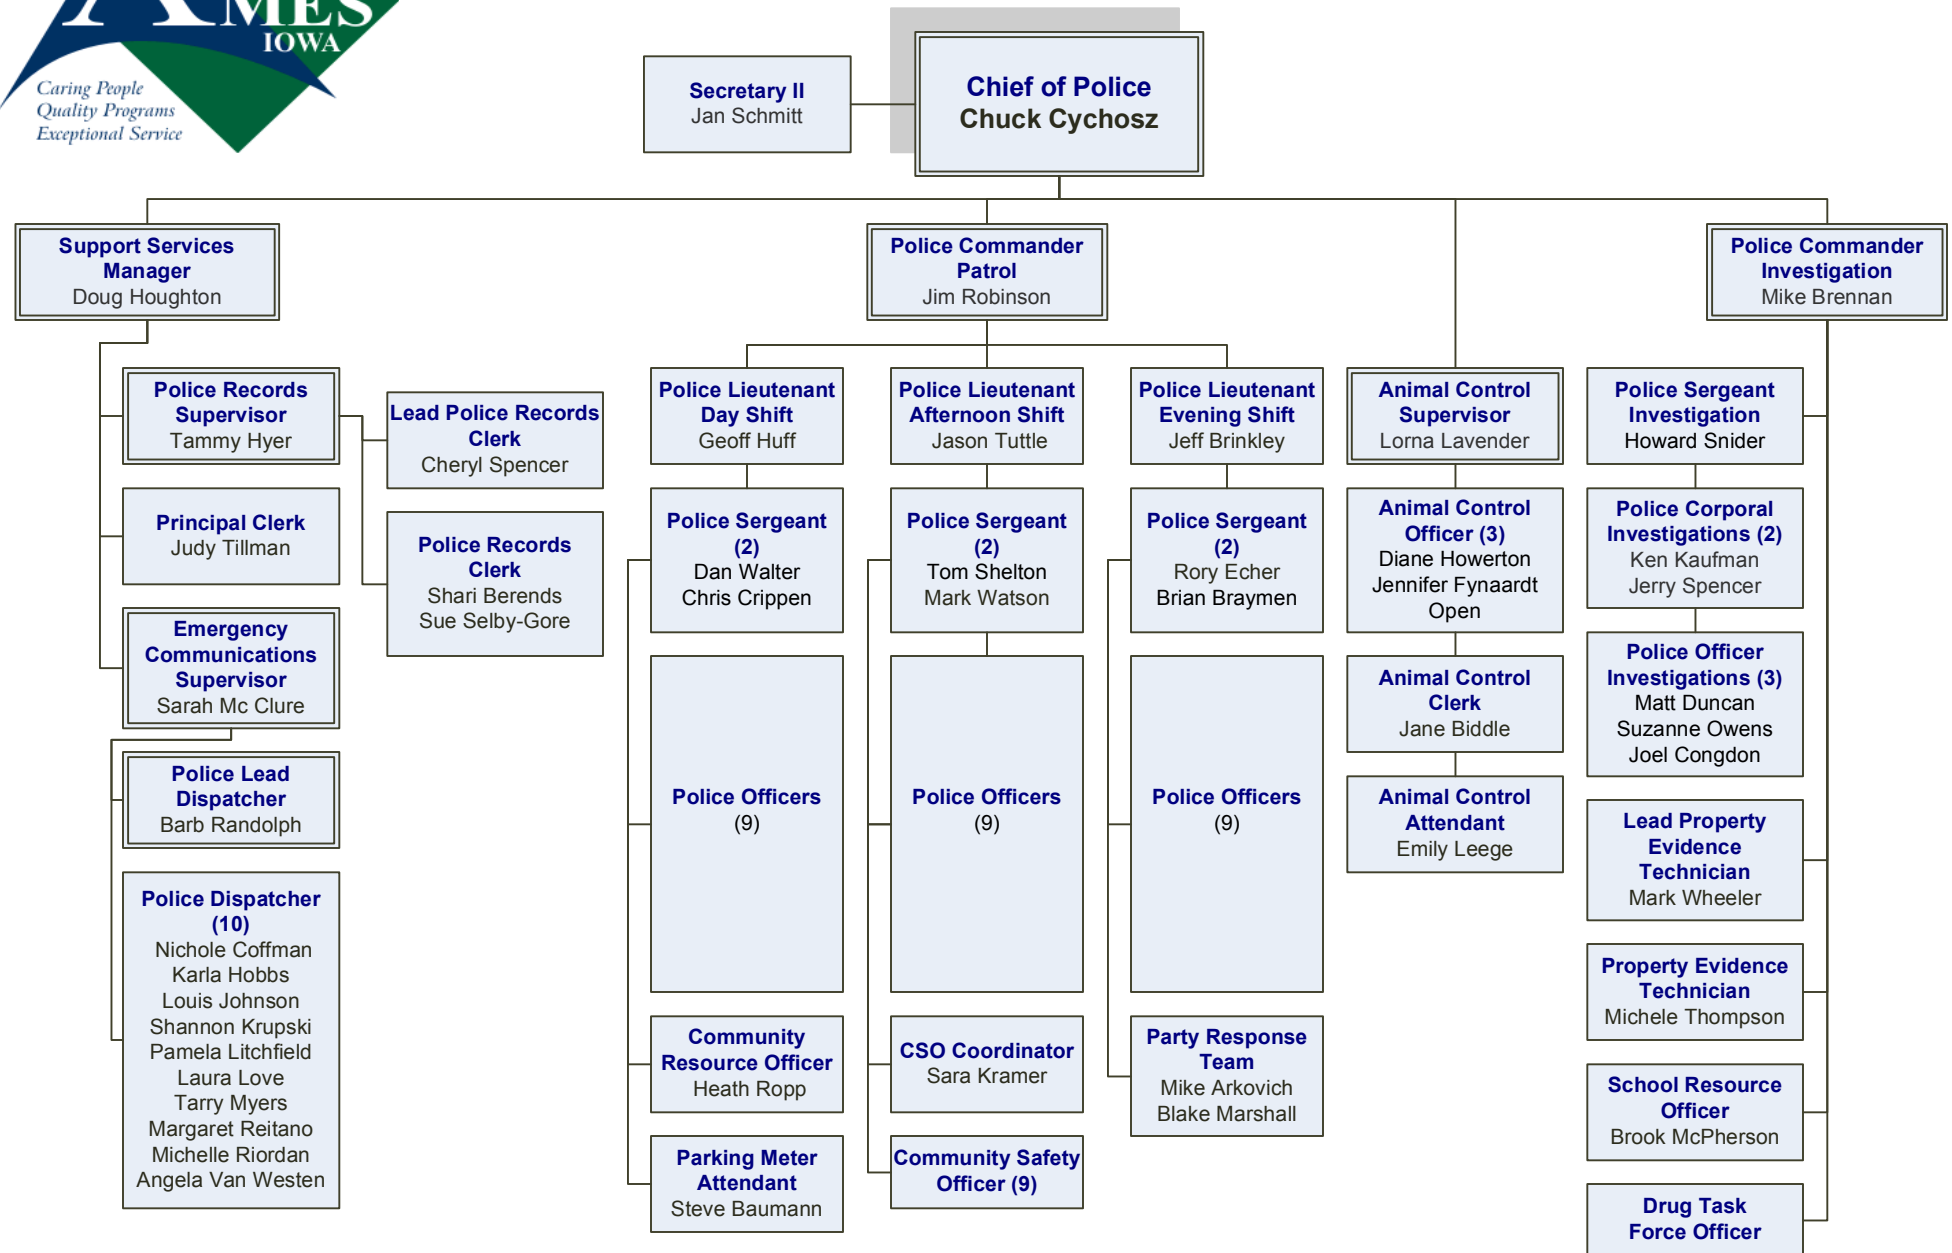 MES
IOWA
Caring People
Quality Programs
Exceptional Service
Secretary II
Jan Schmitt
Chief of Police
Chuck Cychosz
Support Services
Manager
Doug Houghton
Police Commander
Patrol
Jim Robinson
Police Commander
Investigation
Mike Brennan
Police Records
Supervisor
Tammy Hyer
Lead Police Records
Clerk
Cheryl Spencer
Principal Clerk
Judy Tillman
Police Records
Clerk
Shari Berends
Sue Selby-Gore
Emergency
Communications
Supervisor
Sarah Mc Clure
Police Lead
Dispatcher
Barb Randolph
Police Dispatcher
(10)
Nichole Coffman
Karla Hobbs
Louis Johnson
Shannon Krupski
Pamela Litchfield
Laura Love
Tarry Myers
Margaret Reitano
Michelle Riordan
Angela Van Westen
Police Lieutenant
Day Shift
Geoff Huff
Police Sergeant
(2)
Dan Walter
Chris Crippen
Police Officers
(9)
Community
Resource Officer
Heath Ropp
Parking Meter
Attendant
Steve Baumann
Police Lieutenant
Afternoon Shift
Jason Tuttle
Police Sergeant
(2)
Tom Shelton
Mark Watson
Police Officers
(9)
CSO Coordinator
Sara Kramer
Community Safety
Officer (9)
Police Lieutenant
Evening Shift
Jeff Brinkley
Police Sergeant
(2)
Rory Echer
Brian Braymen
Police Officers
(9)
Party Response
Team
Mike Arkovich
Blake Marshall
Animal Control
Supervisor
Lorna Lavender
Animal Control
Officer (3)
Diane Howerton
Jennifer Fynaardt
Open
Animal Control
Clerk
Jane Biddle
Animal Control
Attendant
Emily Leege
Police Sergeant
Investigation
Howard Snider
Police Corporal
Investigations (2)
Ken Kaufman
Jerry Spencer
Police Officer
Investigations (3)
Matt Duncan
Suzanne Owens
Joel Congdon
Lead Property
Evidence
Technician
Mark Wheeler
Property Evidence
Technician
Michele Thompson
School Resource
Officer
Brook McPherson
Drug Task
Force Officer